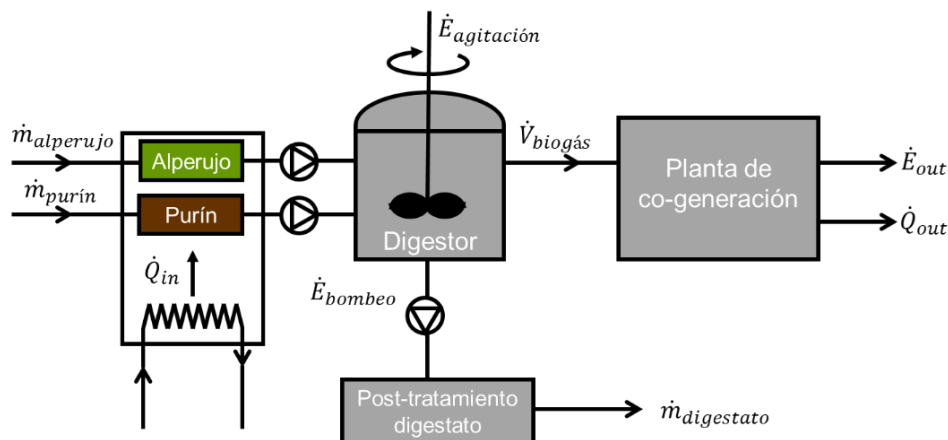 Ė_agitación
ṁ_alperujo
Alperujo
ṁ_purín
Purín
Q̇_in
Digestor
V̇_biogás
Planta de
co-generación
Ė_out
Q̇_out
Ė_bombeo
Post-tratamiento
digestato
ṁ_digestato